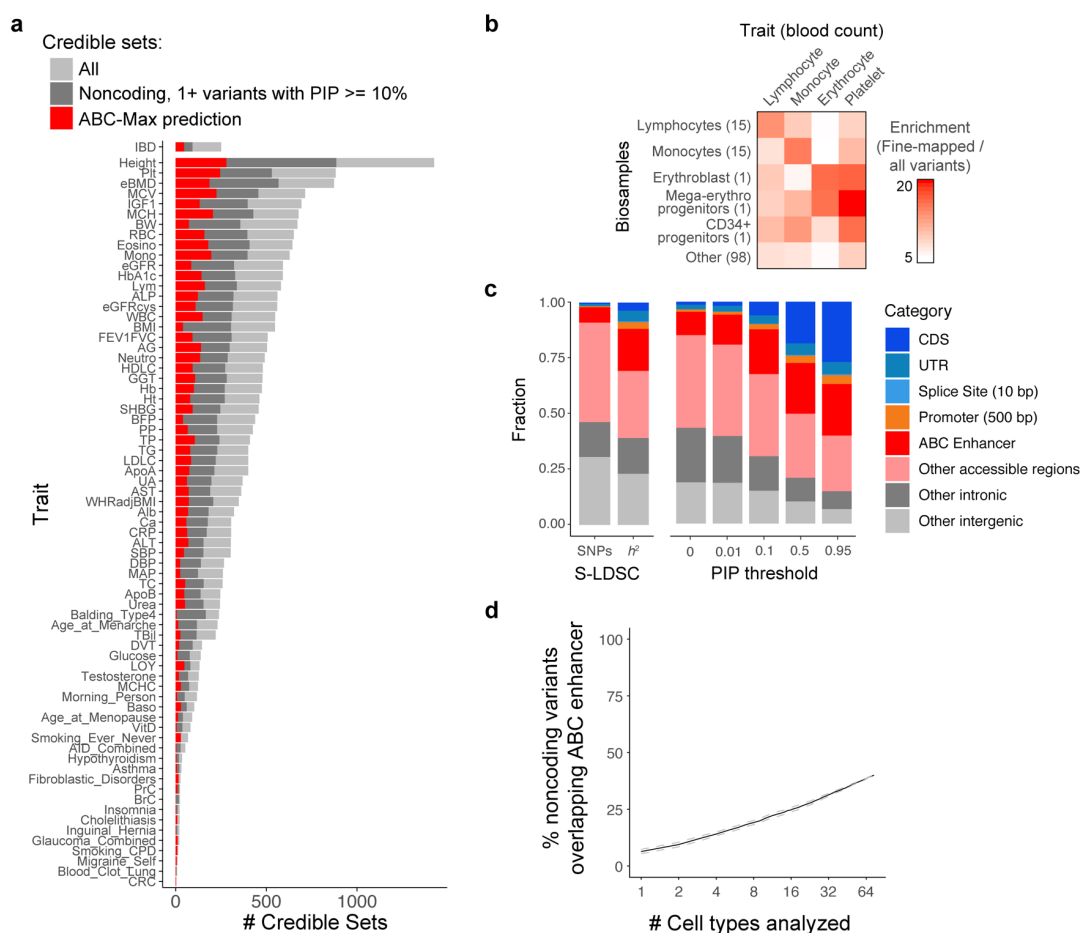 a
Credible sets:
All
Noncoding, 1+ variants with PIP >= 10%
ABC-Max prediction
IBD
Height
Plt
eBMD
MCV
IGF1
MCH
BW
RBC
Eosino
Mono
eGFR
HbA1c
Lym
ALP
eGFRcys
WBC
BMI
FEV1FVC
AG
Neutro
HDLC
GGT
Hb
Ht
SHBG
BFP
PP
TP
TG
LDLC
ApoA
UA
AST
WHRadjBMI
Alb
Ca
CRP
ALT
SBP
DBP
MAP
TC
ApoB
Urea
Balding_Type4
Age_at_Menarche
TBil
DVT
Glucose
LOY
Testosterone
MCHC
Morning_Person
Baso
Age_at_Menopause
VitD
Smoking_Ever_Never
AID_Combined
Hypothyroidism
Asthma
Fibroblastic_Disorders
PrC
BrC
Insomnia
Cholelithiasis
Inguinal_Hernia
Glaucoma_Combined
Smoking_CPD
Migraine_Self
Blood_Clot_Lung
CRC
Trait
0 500 1000
# Credible Sets
b
Trait (blood count)
Lymphocyte
Monocyte
Erythrocyte
Platelet
Biosamples
Lymphocytes (15)
Monocytes (15)
Erythroblast (1)
Mega-erythro
progenitors (1)
CD34+
progenitors (1)
Other (98)
Enrichment
(Fine-mapped /
all variants)
20
5
c
Fraction
1.00
0.75
0.50
0.25
0.00
SNPs h²
S-LDSC
0 0.01 0.1 0.5 0.95
PIP threshold
Category
CDS
UTR
Splice Site (10 bp)
Promoter (500 bp)
ABC Enhancer
Other accessible regions
Other intronic
Other intergenic
d
% noncoding variants
overlapping ABC enhancer
100
75
50
25
0
1 2 4 8 16 32 64
# Cell types analyzed